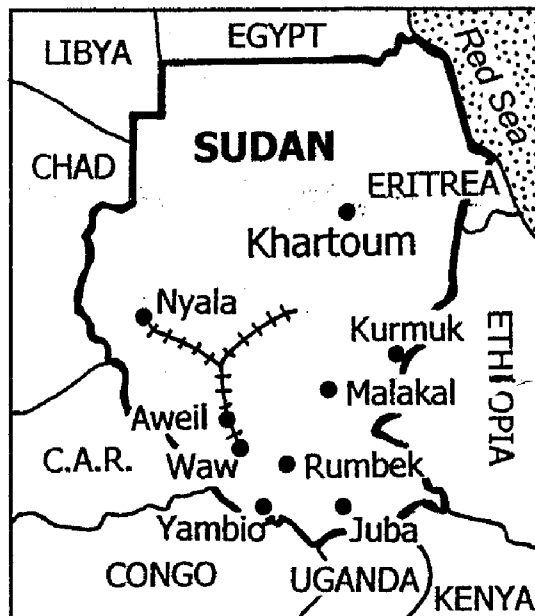 EGYPT
LIBYA
Red Sea
SUDAN
CHAD
ERITREA
Khartoum
Nyala
Kurmuk
ETHIOPIA
Malakal
Aweil
C.A.R.
Waw
Rumbek
Yambio
Juba
CONGO
UGANDA
KENYA